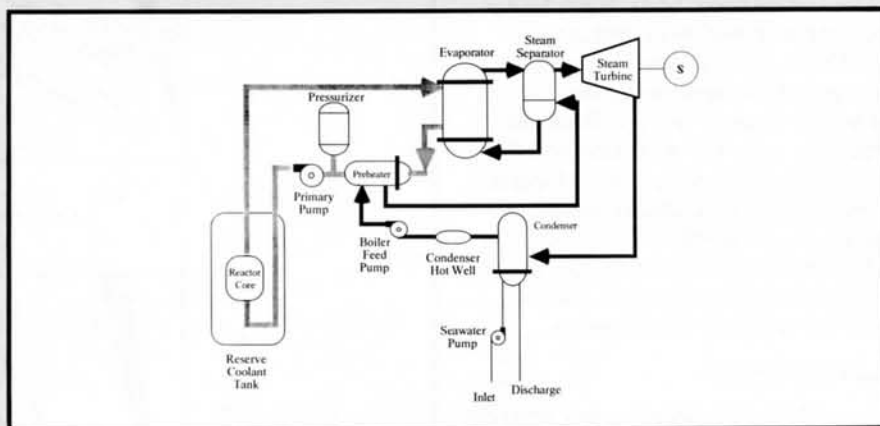 Evaporator
Steam
Separator
Steam
Turbine
S
Pressurizer
Preheater
Primary
Pump
Boiler
Feed
Pump
Condenser
Hot Well
Condenser
Reactor
Core
Seawater
Pump
Reserve
Coolant
Tank
Inlet
Discharge